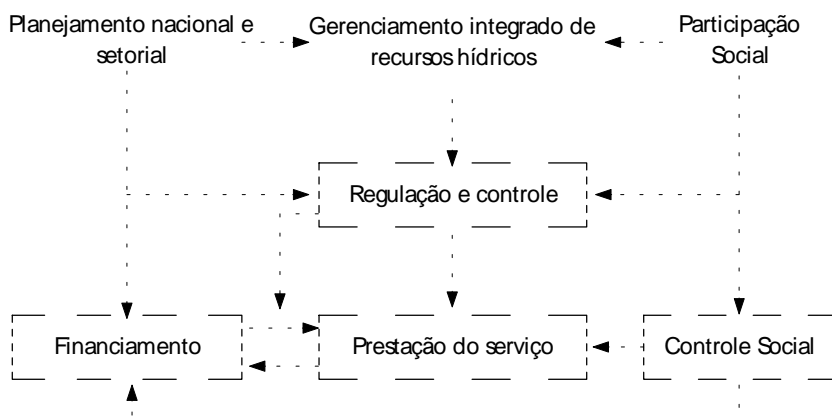 Planejamento nacional e
setorial
Gerenciamento integrado de
recursos hídricos
Participação
Social
Regulação e controle
Financiamento
Prestação do serviço
Controle Social